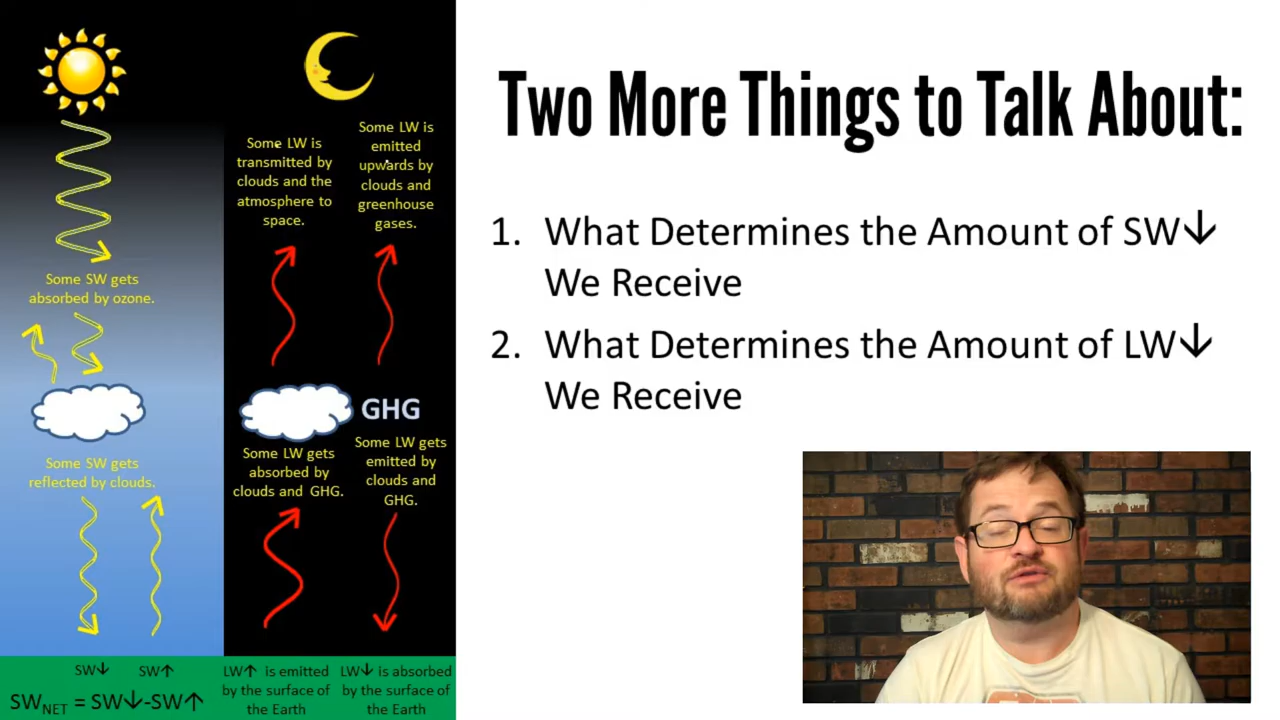 Two More Things to Talk About:
1. What Determines the Amount of SW↓
We Receive
2. What Determines the Amount of LW↓
We Receive
Some SW gets
absorbed by ozone.
Some SW gets
reflected by clouds.
SW↓ SW↑
SWNET = SW↓-SW↑
Some LW is
transmitted by
clouds and the
atmosphere to
space.
Some LW is
emitted
upwards by
clouds and
greenhouse
gases.
GHG
Some LW gets
absorbed by
clouds and GHG.
Some LW gets
emitted by
clouds and
GHG.
LW↑ is emitted
by the surface of
the Earth
LW↓ is absorbed
by the surface of
the Earth